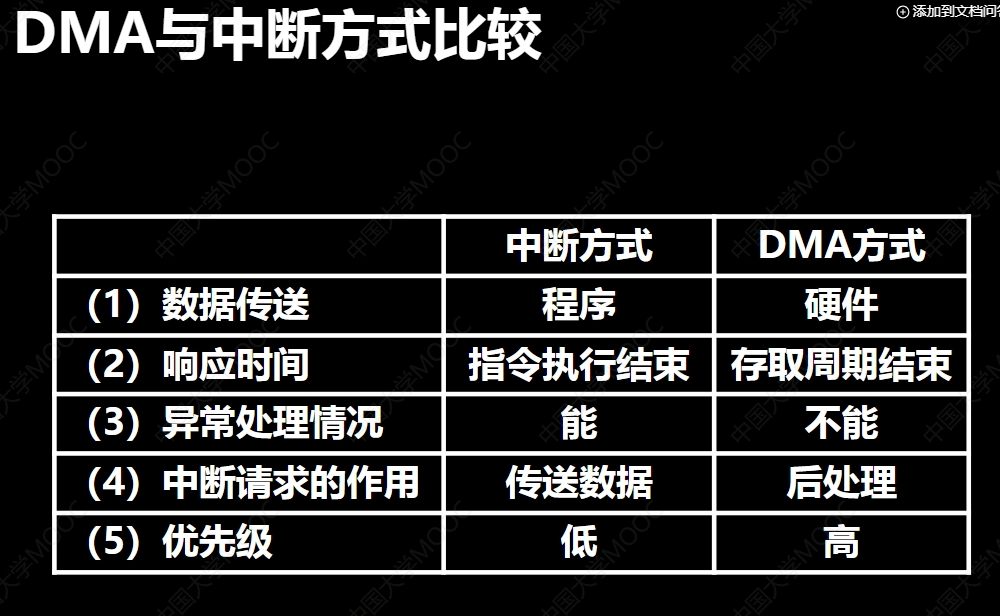 添加到文档问答
DMA与中断方式比较
中断方式 DMA方式
（1）数据传送 程序 硬件
（2）响应时间 指令执行结束 存取周期结束
（3）异常处理情况 能 不能
（4）中断请求的作用 传送数据 后处理
（5）优先级 低 高
中国大学MOOC